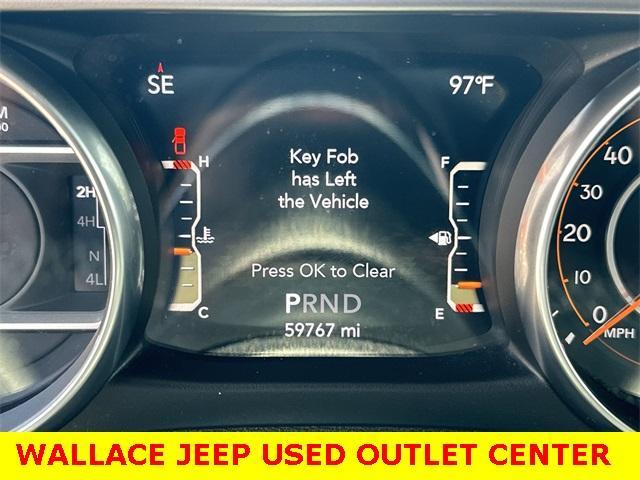 SE
97°F
H
Key Fob
has Left
the Vehicle
F
2H
4H
N
4L
Press OK to Clear
PRND
C
59767 mi
E
40
30
20
10
0
MPH
WALLACE JEEP USED OUTLET CENTER